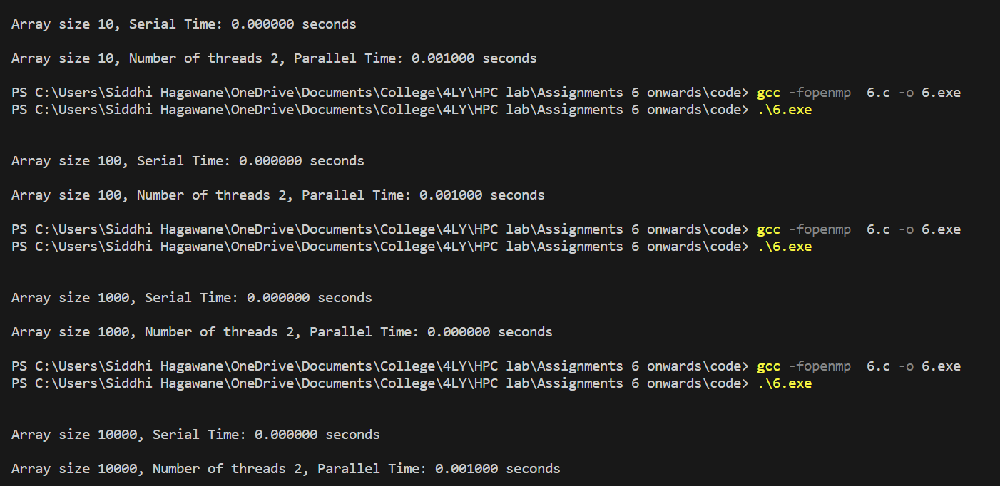 Array size 10, Serial Time: 0.000000 seconds
Array size 10, Number of threads 2, Parallel Time: 0.001000 seconds
PS C:\Users\Siddhi Hagawane\OneDrive\Documents\College\4LY\HPC lab\Assignments 6 onwards\code> gcc -fopenmp  6.c -o 6.exe
PS C:\Users\Siddhi Hagawane\OneDrive\Documents\College\4LY\HPC lab\Assignments 6 onwards\code> .\6.exe
Array size 100, Serial Time: 0.000000 seconds
Array size 100, Number of threads 2, Parallel Time: 0.001000 seconds
PS C:\Users\Siddhi Hagawane\OneDrive\Documents\College\4LY\HPC lab\Assignments 6 onwards\code> gcc -fopenmp  6.c -o 6.exe
PS C:\Users\Siddhi Hagawane\OneDrive\Documents\College\4LY\HPC lab\Assignments 6 onwards\code> .\6.exe
Array size 1000, Serial Time: 0.000000 seconds
Array size 1000, Number of threads 2, Parallel Time: 0.000000 seconds
PS C:\Users\Siddhi Hagawane\OneDrive\Documents\College\4LY\HPC lab\Assignments 6 onwards\code> gcc -fopenmp  6.c -o 6.exe
PS C:\Users\Siddhi Hagawane\OneDrive\Documents\College\4LY\HPC lab\Assignments 6 onwards\code> .\6.exe
Array size 10000, Serial Time: 0.000000 seconds
Array size 10000, Number of threads 2, Parallel Time: 0.001000 seconds